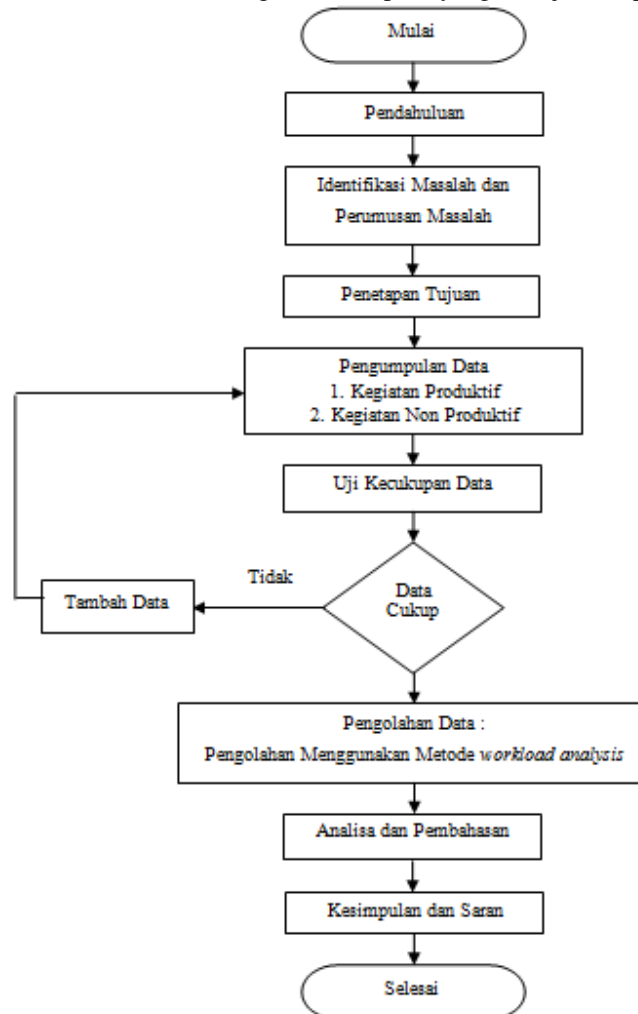 Mulai
Pendahuluan
Identifikasi Masalah dan
Perumusan Masalah
Penetapan Tujuan
Pengumpulan Data
1. Kegiatan Produktif
2. Kegiatan Non Produktif
Uji Kecukupan Data
Tidak
Data
Cukup
Tambah Data
Pengolahan Data :
Pengolahan Menggunakan Metode workload analysis
Analisa dan Pembahasan
Kesimpulan dan Saran
Selesai